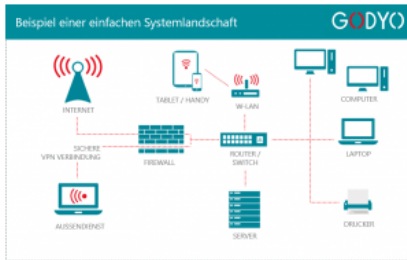 Beispiel einer einfachen Systemlandschaft
GODYO
INTERNET
TABLET / HANDY
W-LAN
COMPUTER
SICHERE
VPN VERBINDUNG
FIREWALL
ROUTER /
SWITCH
LAPTOP
AUSSENDIENST
SERVER
DRUCKER